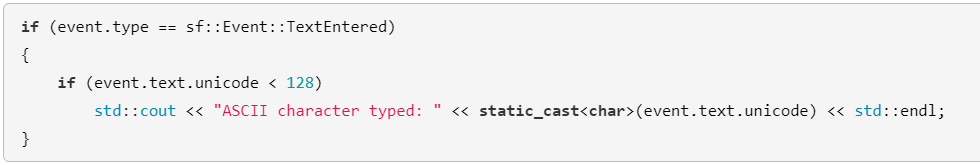 if (event.type == sf::Event::TextEntered)
{
    if (event.text.unicode < 128)
        std::cout << "ASCII character typed: " << static_cast<char>(event.text.unicode) << std::endl;
}